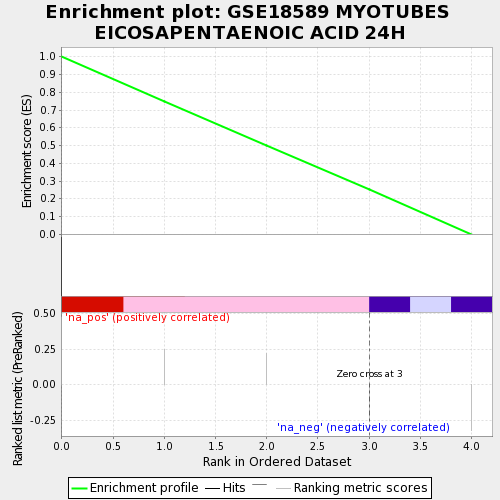 Enrichment plot: GSE18589 MYOTUBES
EICOSAPENTAENOIC ACID 24H
Enrichment score (ES)
1.0
0.9
0.8
0.7
0.6
0.5
0.4
0.3
0.2
0.1
0.0
Ranked list metric (PreRanked)
0.50
0.25
0.00
-0.25
'na_pos' (positively correlated)
Zero cross at 3
'na_neg' (negatively correlated)
0.0 0.5 1.0 1.5 2.0 2.5 3.0 3.5 4.0
Rank in Ordered Dataset
Enrichment profile Hits Ranking metric scores